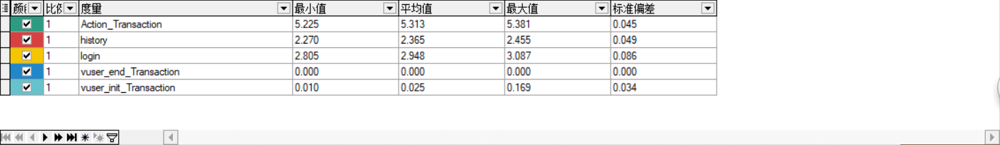 颜 比例 度量 最小值 平均值 最大值 标准偏差
1 Action_Transaction 5.225 5.313 5.381 0.045
1 history 2.270 2.365 2.455 0.049
1 login 2.805 2.948 3.087 0.086
1 vuser_end_Transaction 0.000 0.000 0.000 0.000
1 vuser_init_Transaction 0.010 0.025 0.169 0.034